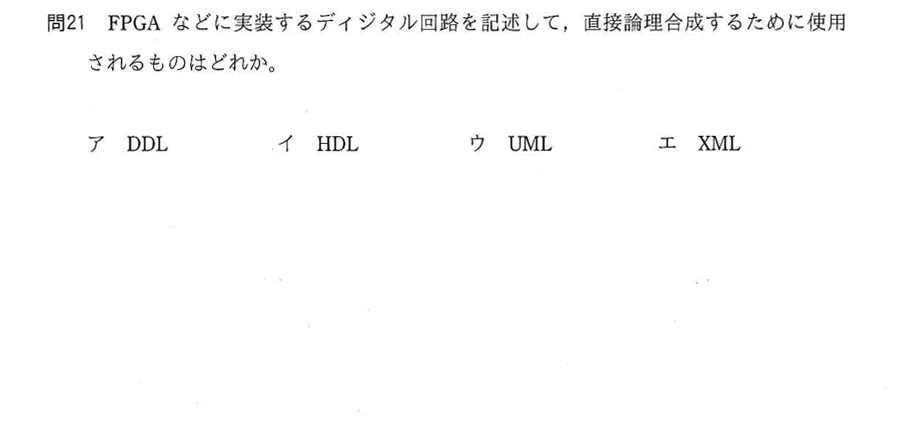 問21 FPGA などに実装するディジタル回路を記述して，直接論理合成するために使用
されるものはどれか。
ア DDL イ HDL ウ UML エ XML